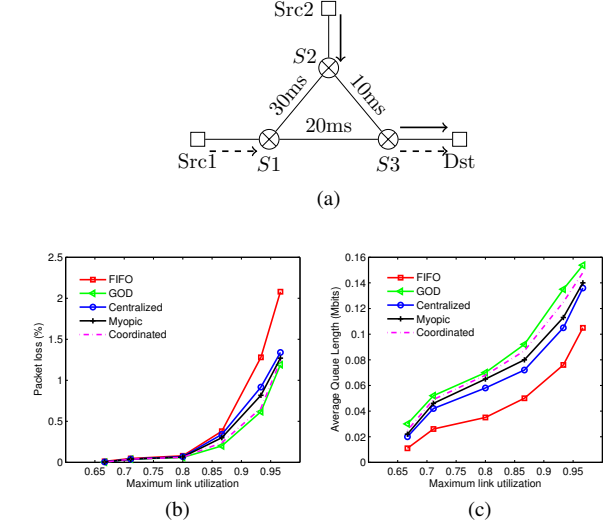 Src2
S2
30ms
10ms
20ms
Src1
S1
S3
Dst
(a)
2.5
2
1.5
1
0.5
0
Packet loss (%)
FIFO
GOD
Centralized
Myopic
Coordinated
0.65 0.7 0.75 0.8 0.85 0.9 0.95
Maximum link utilization
(b)
0.16
0.14
0.12
0.1
0.08
0.06
0.04
0.02
0
Average Queue Length (Mbits)
FIFO
GOD
Centralized
Myopic
Coordinated
0.65 0.7 0.75 0.8 0.85 0.9 0.95
Maximum link utilization
(c)